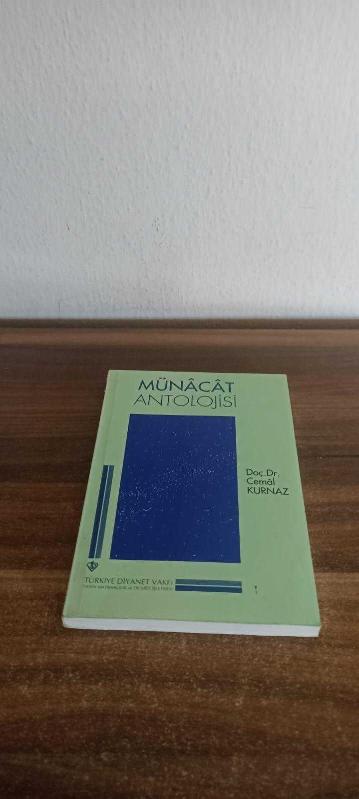 MÜNÂCÂT
ANTOLOJİSİ
Doç.Dr.
Cemâl
KURNAZ
TÜRKİYE DİYANET VAKFI